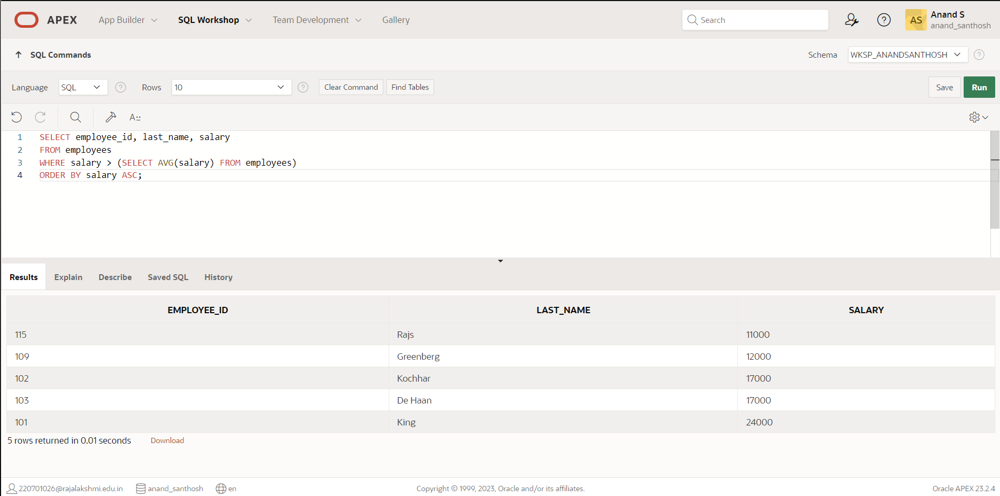 APEX App Builder SQL Workshop Team Development Gallery Search ? AS Anand S
anand_santhosh
SQL Commands Schema WKSP_ANANDSANTHOSH ?
Language SQL ? Rows 10 ? Clear Command Find Tables Save Run
A::
1 SELECT employee_id, last_name, salary
2 FROM employees
3 WHERE salary > (SELECT AVG(salary) FROM employees)
4 ORDER BY salary ASC;
Results Explain Describe Saved SQL History
EMPLOYEE_ID LAST_NAME SALARY
115 Rajs 11000
109 Greenberg 12000
102 Kochhar 17000
103 De Haan 17000
101 King 24000
5 rows returned in 0.01 seconds Download
220701026@rajalakshmi.edu.in anand_santhosh en Copyright © 1999, 2023, Oracle and/or its affiliates. Oracle APEX 23.2.4